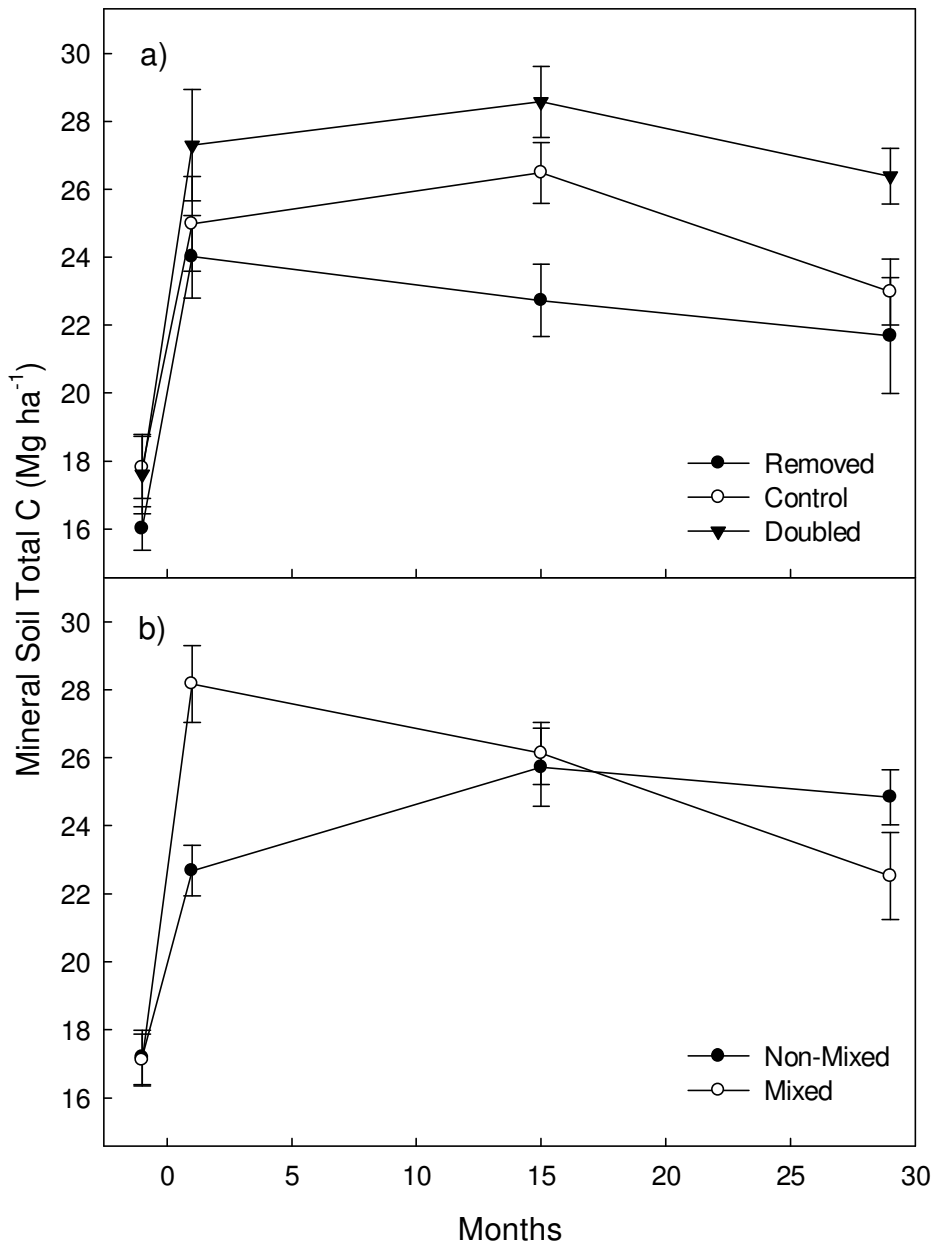 a)
30
28
26
24
22
20
18
16
Removed
Control
Doubled
Mineral Soil Total C (Mg ha⁻¹)
b)
30
28
26
24
22
20
18
16
Non-Mixed
Mixed
0 5 10 15 20 25 30
Months